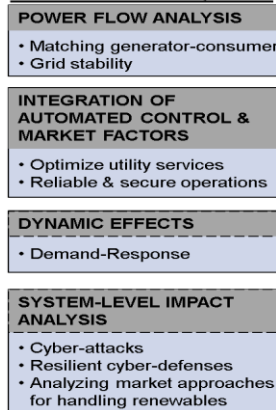 POWER FLOW ANALYSIS
• Matching generator-consumer
• Grid stability
INTEGRATION OF
AUTOMATED CONTROL &
MARKET FACTORS
• Optimize utility services
• Reliable & secure operations
DYNAMIC EFFECTS
• Demand-Response
SYSTEM-LEVEL IMPACT
ANALYSIS
• Cyber-attacks
• Resilient cyber-defenses
• Analyzing market approaches
for handling renewables